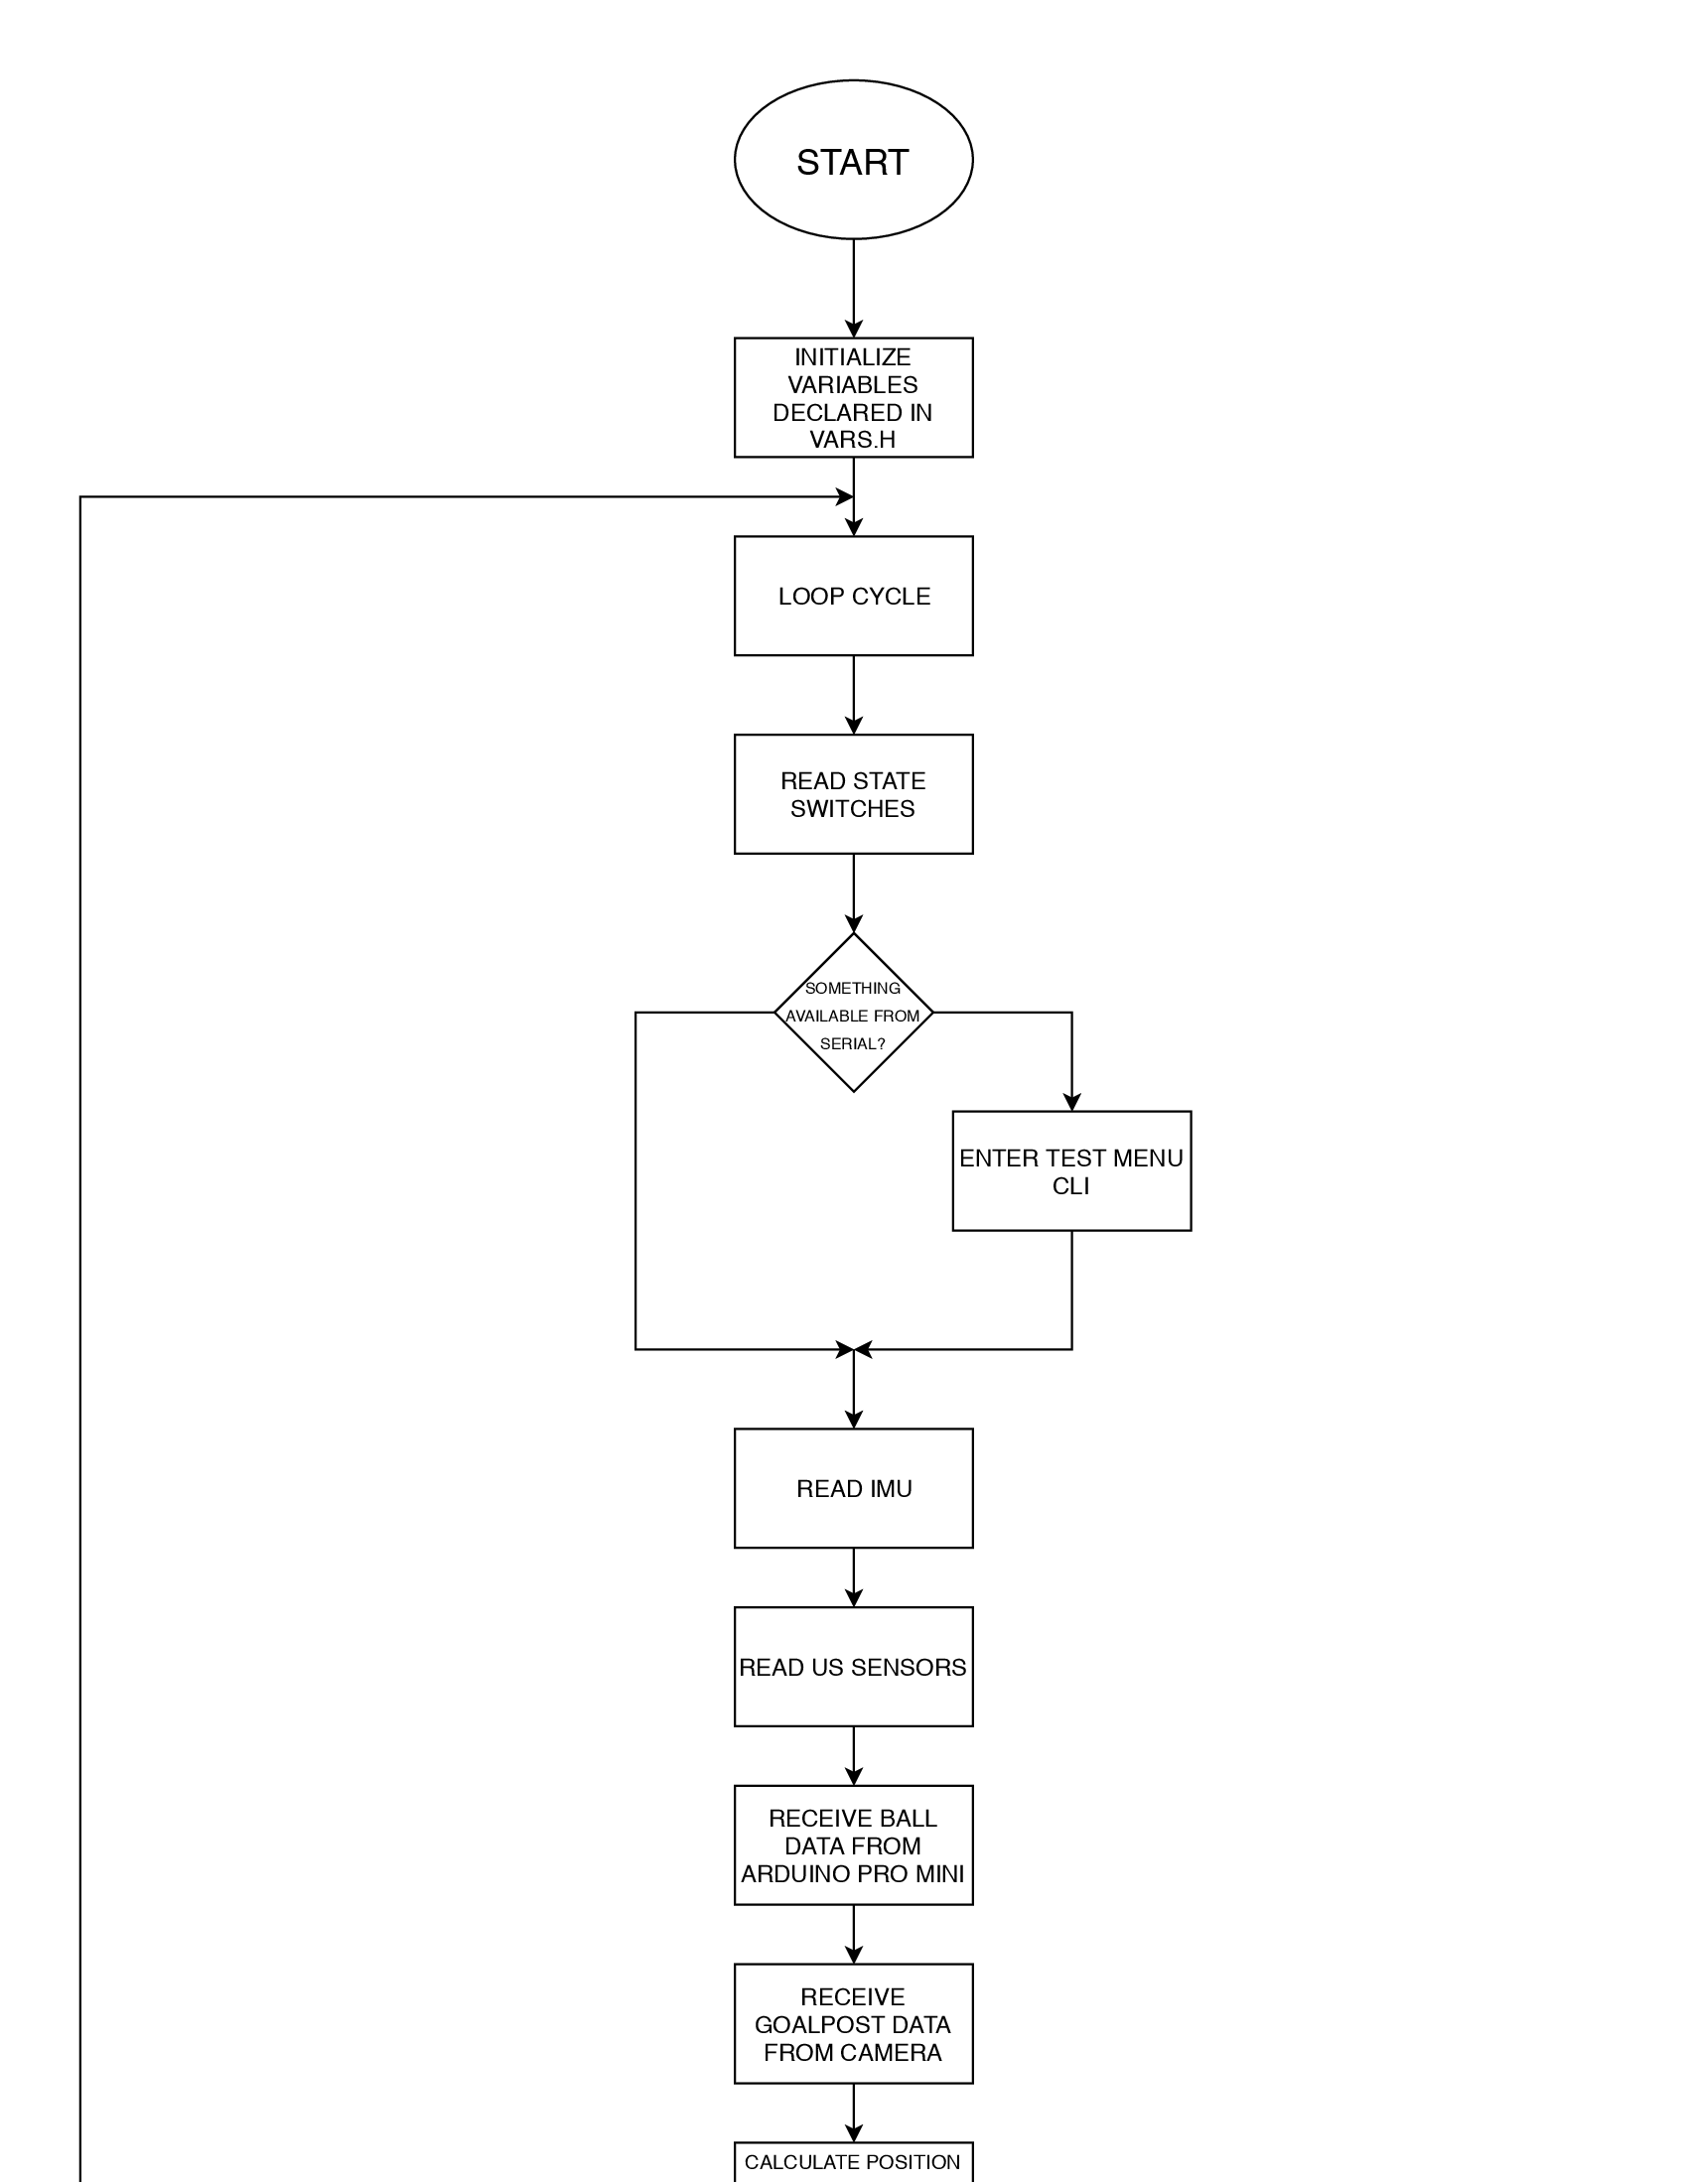 START
INITIALIZE
VARIABLES
DECLARED IN
VARS.H
LOOP CYCLE
READ STATE
SWITCHES
SOMETHING
AVAILABLE FROM
SERIAL?
ENTER TEST MENU
CLI
READ IMU
READ US SENSORS
RECEIVE BALL
DATA FROM
ARDUINO PRO MINI
RECEIVE
GOALPOST DATA
FROM CAMERA
CALCULATE POSITION